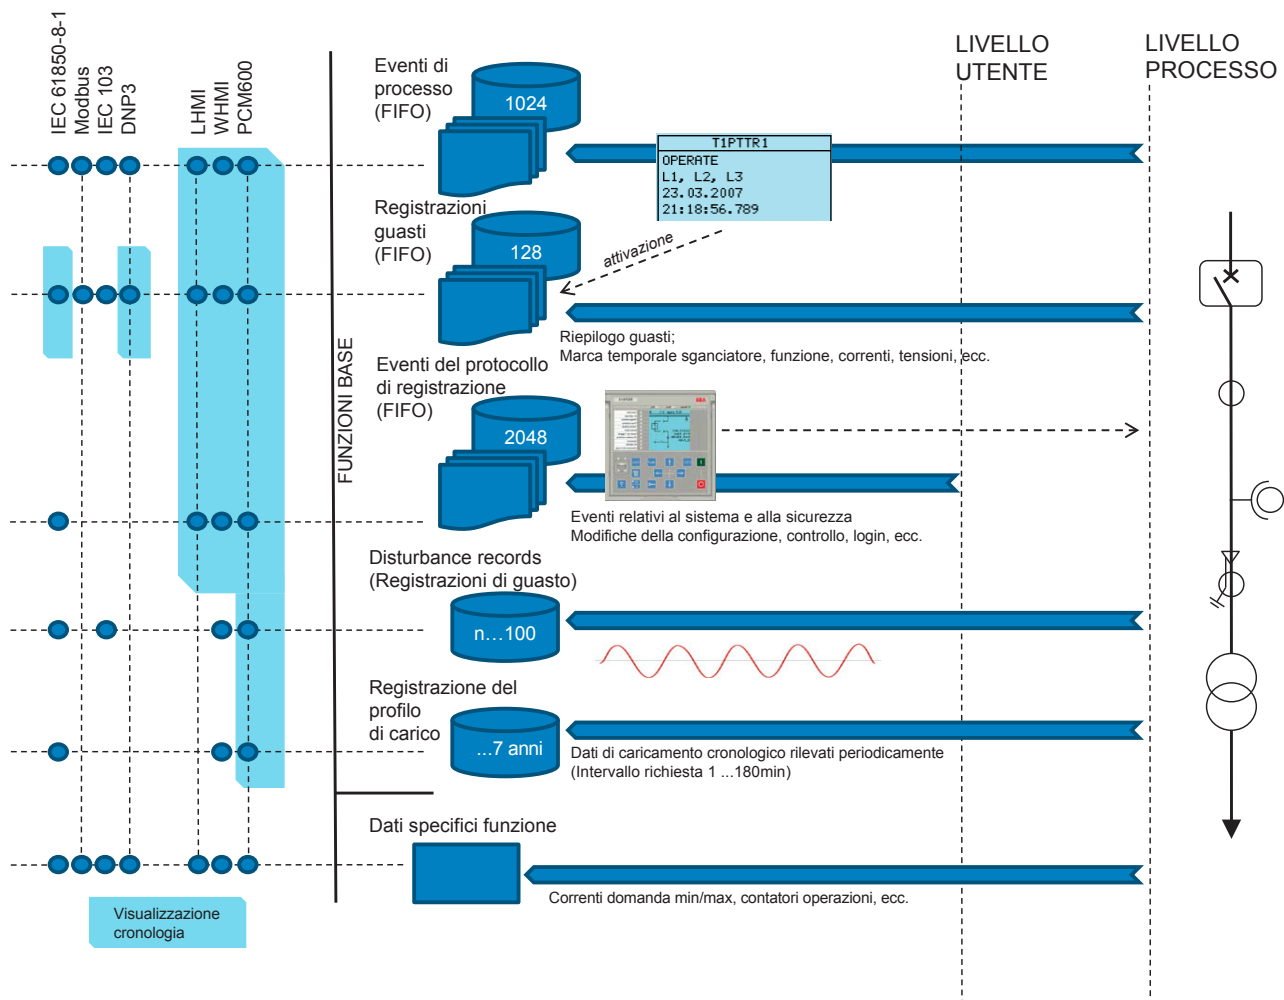 IEC 61850-8-1
Modbus
IEC 103
DNP3
LHMI
WHMI
PCM600
FUNZIONI BASE
LIVELLO
UTENTE
LIVELLO
PROCESSO
Eventi di
processo
(FIFO)
1024
T1PTTR1
OPERATE
L1, L2, L3
23.03.2007
21:18:56.789
attivazione
Registrazioni
guasti
(FIFO)
128
Riepilogo guasti;
Marca temporale sganciatore, funzione, correnti, tensioni, ecc.
Eventi del protocollo
di registrazione
(FIFO)
2048
Eventi relativi al sistema e alla sicurezza
Modifiche della configurazione, controllo, login, ecc.
Disturbance records
(Registrazioni di guasto)
n...100
Registrazione del
profilo
di carico
...7 anni
Dati di caricamento cronologico rilevati periodicamente
(Intervallo richiesta 1 ...180min)
Dati specifici funzione
Correnti domanda min/max, contatori operazioni, ecc.
Visualizzazione
cronologia